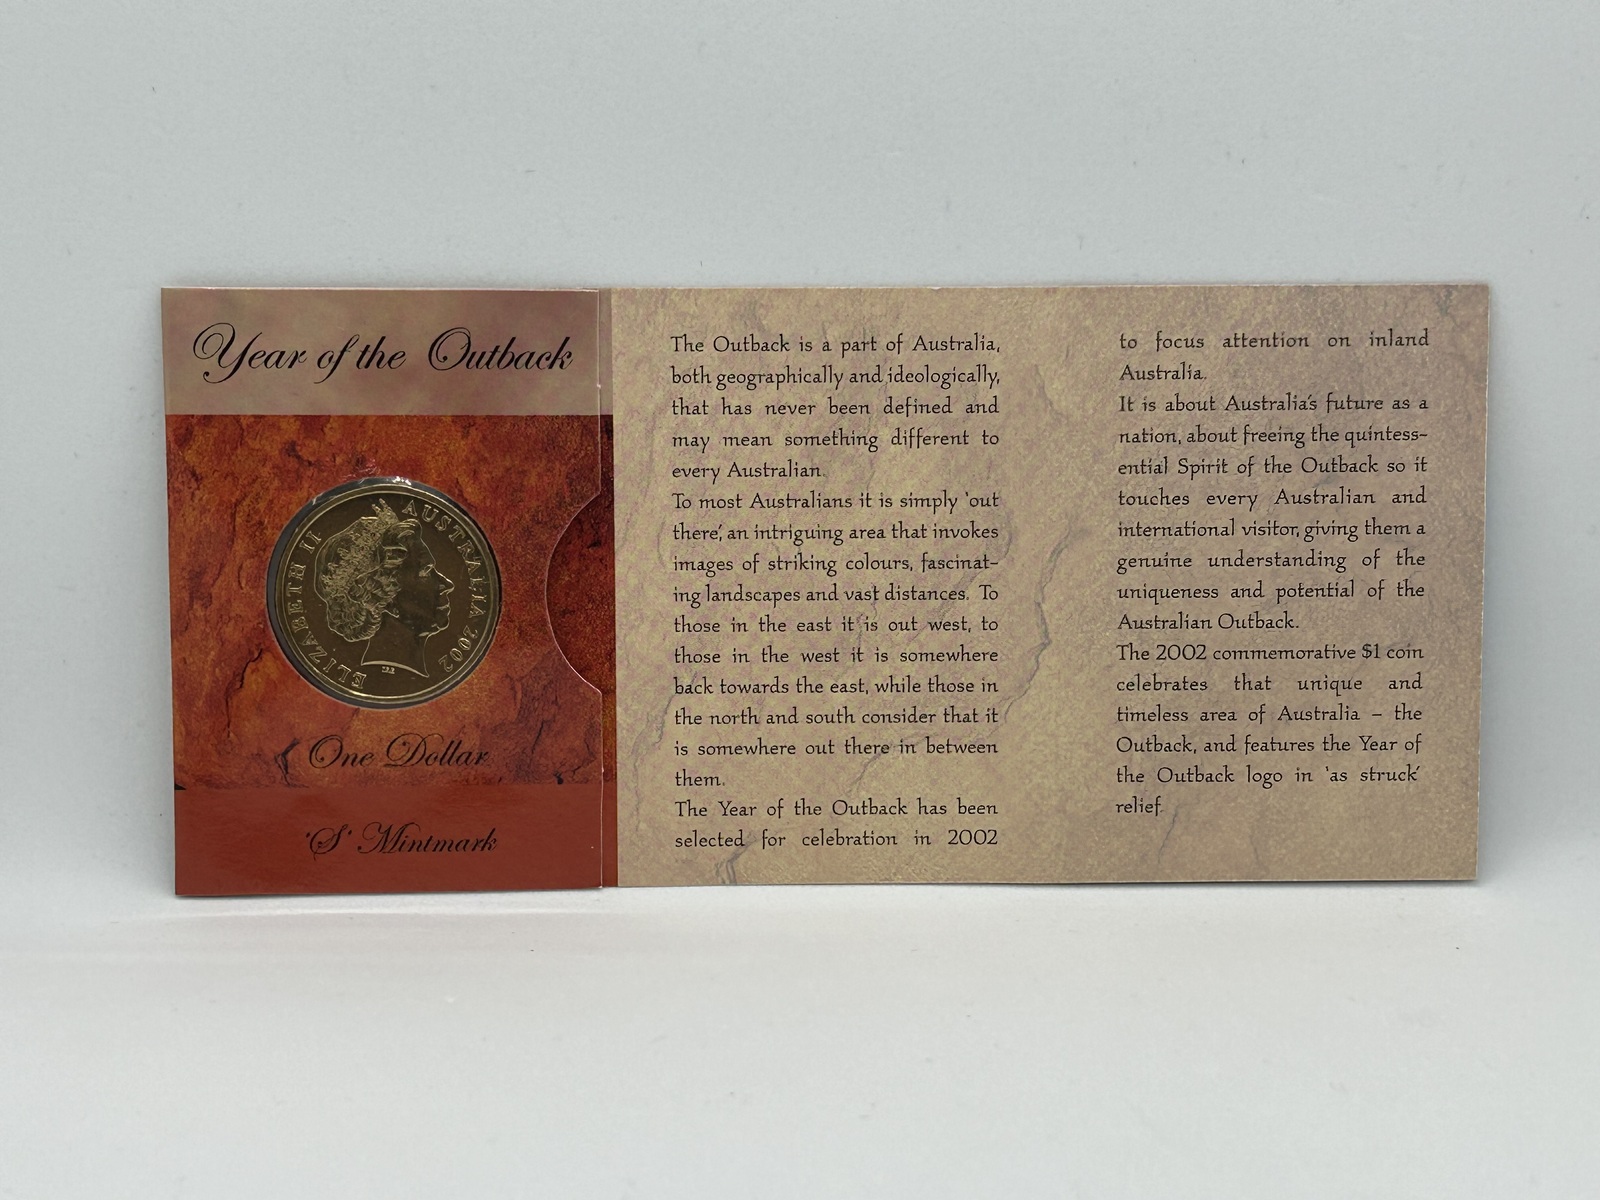 Year of the Outback
ELIZABETH II
AUSTRALIA 2002
IRB
One Dollar
'S' Mintmark
The Outback is a part of Australia,
both geographically and ideologically,
that has never been defined and
may mean something different to
every Australian.
To most Australians it is simply 'out
there', an intriguing area that invokes
images of striking colours, fascinat-
ing landscapes and vast distances. To
those in the east it is out west, to
those in the west it is somewhere
back towards the east, while those in
the north and south consider that it
is somewhere out there in between
them.
The Year of the Outback has been
selected for celebration in 2002
to focus attention on inland
Australia.
It is about Australia's future as a
nation, about freeing the quintess-
ential Spirit of the Outback so it
touches every Australian and
international visitor, giving them a
genuine understanding of the
uniqueness and potential of the
Australian Outback.
The 2002 commemorative $1 coin
celebrates that unique and
timeless area of Australia – the
Outback, and features the Year of
the Outback logo in 'as struck'
relief.